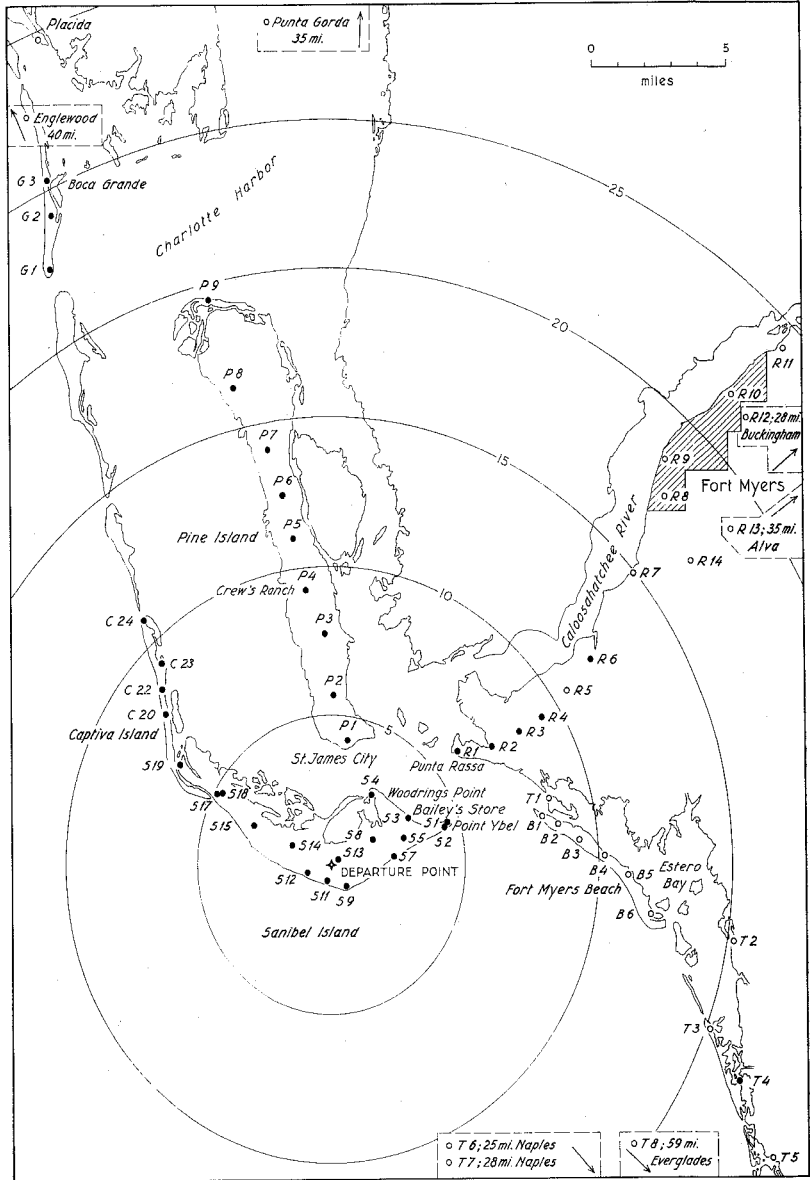 Placida
Punta Gorda
35 mi.
0 5
miles
Englewood
40 mi.
25
G 3
Boca Grande
G 2
Charlotte Harbor
G 1
P 9
20
R 11
P 8
R 10
R 12; 28 mi.
Buckingham
15
P 7
R 9
Fort Myers
P 6
R 8
R 13; 35 mi.
Alva
Pine Island
P 5
Caloosahatchee River
R 14
R 7
10
P 4
Crew's Ranch
C 24
P 3
C 23
R 6
C 22
P 2
R 5
C 20
R 4
Captiva Island
5
P 1
R 3
R 2
St. James City
R 1
Punta Rassa
S 19
S 4
Woodrings Point
S 18
S 17
T 1
Bailey's Store
S 3
S 1
Point Ybel
B 1
S 15
S 2
B 2
S 8
S 5
S 14
B 3
S 13
S 7
B 4
DEPARTURE POINT
Estero
Bay
S 12
B 5
S 11
S 9
Fort Myers Beach
B 6
Sanibel Island
T 2
T 3
T 4
T 6; 25 mi. Naples
T 7; 28 mi. Naples
T 8; 59 mi.
Everglades
T 5